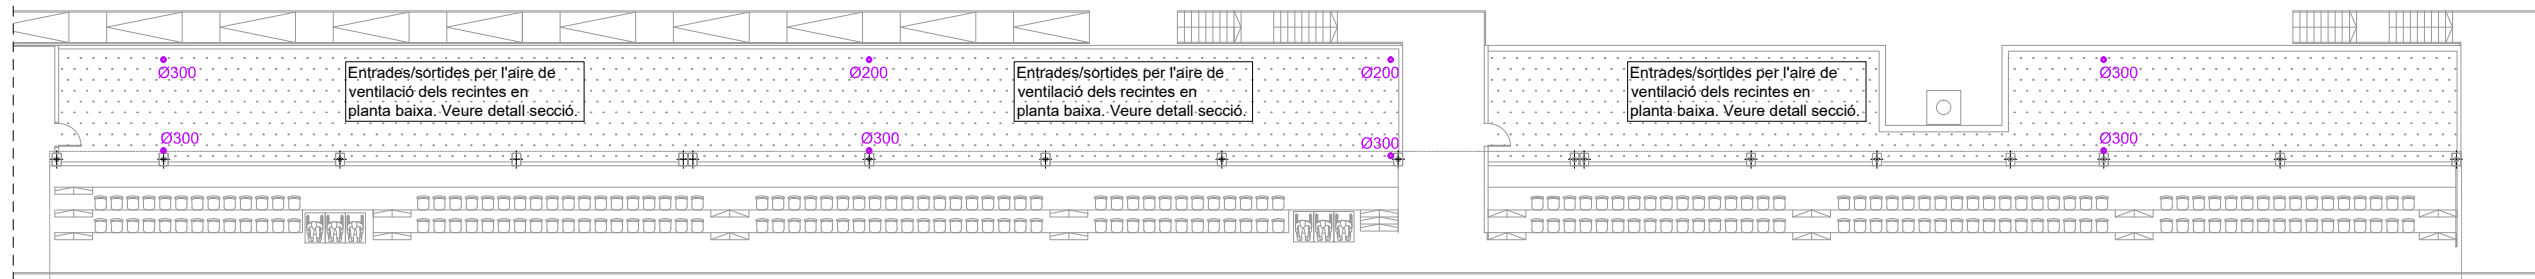 Ø300
Ø200
Ø200
Ø300
Entrades/sortides per l'aire de
ventilació dels recintes en
planta baixa. Veure detall secció.
Entrades/sortides per l'aire de
ventilació dels recintes en
planta baixa. Veure detall secció.
Entrades/sortides per l'aire de
ventilació dels recintes en
planta baixa. Veure detall secció.
Ø300
Ø300
Ø300
Ø300